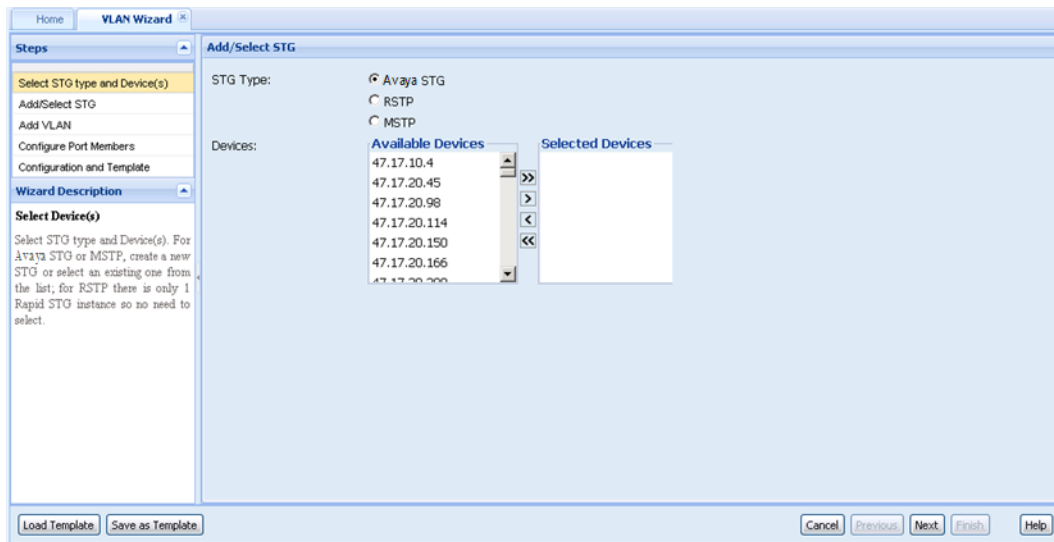 Home
VLAN Wizard
Steps
Select STG type and Device(s)
Add/Select STG
Add VLAN
Configure Port Members
Configuration and Template
Wizard Description
Select Device(s)
Select STG type and Device(s). For
Avaya STG or MSTP, create a new
STG or select an existing one from
the list; for RSTP there is only 1
Rapid STG instance so no need to
select.
Add/Select STG
STG Type:
Avaya STG
RSTP
MSTP
Devices:
Available Devices
47.17.10.4
47.17.20.45
47.17.20.98
47.17.20.114
47.17.20.150
47.17.20.166
Selected Devices
>>
>
<
<<
Load Template
Save as Template
Cancel
Previous
Next
Finish
Help